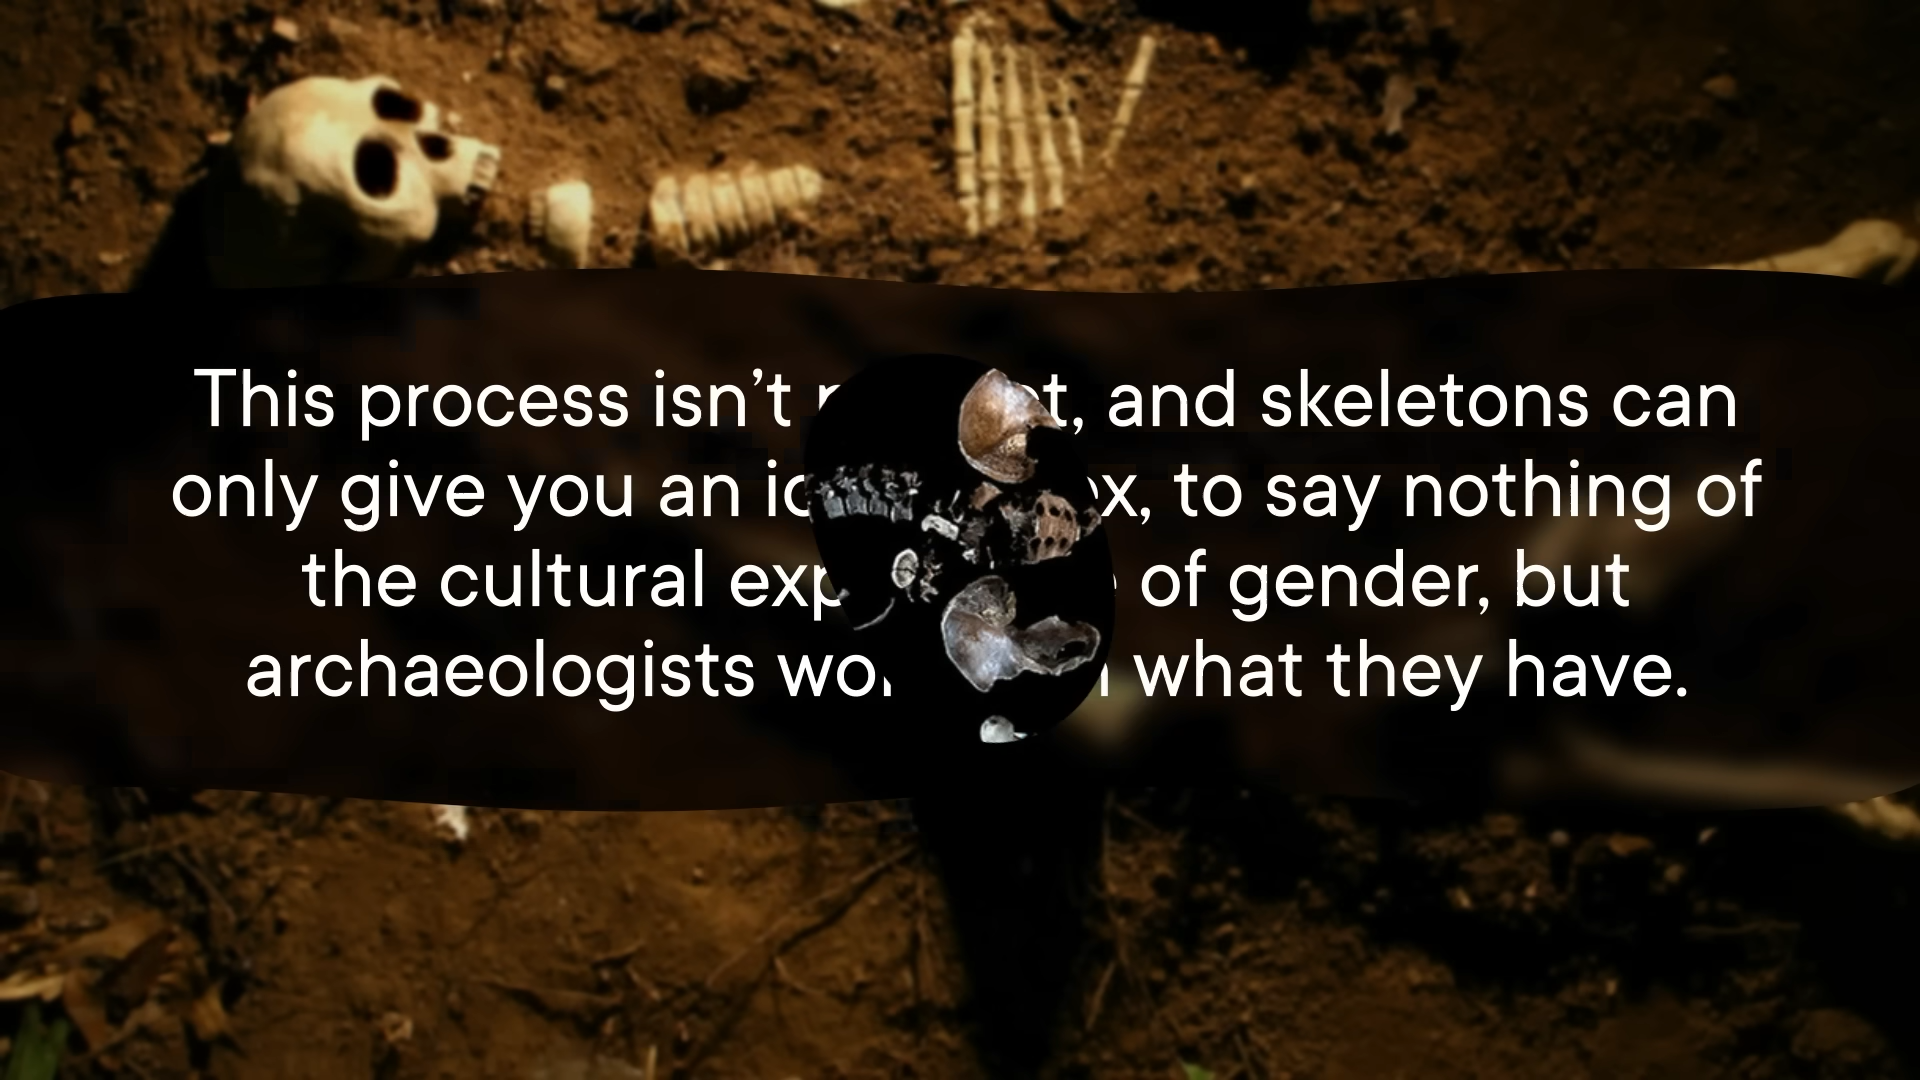 This process isn’t and skeletons can
only give you an to say nothing of
the cultural of gender, but
archaeologists what they have.